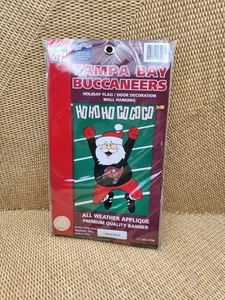 TAMPA BAY
BUCCANEERS
HOLIDAY FLAG / DOOR DECORATION
WALL HANGING
HO HO HO GO GO GO
ALL WEATHER APPLIQUE
PREMIUM QUALITY BANNER